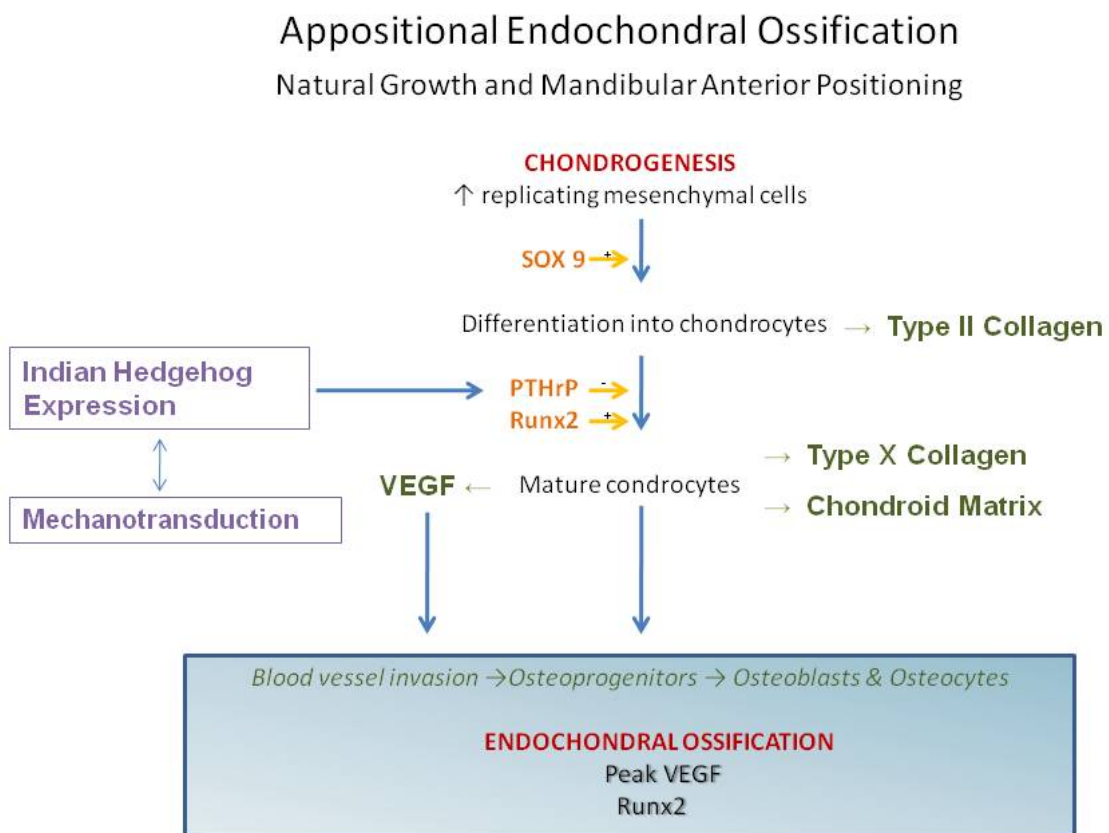 Appositional Endochondral Ossification
Natural Growth and Mandibular Anterior Positioning
CHONDROGENESIS
↑ replicating mesenchymal cells
SOX 9 +
Differentiation into chondrocytes → Type II Collagen
Indian Hedgehog
Expression
PTHrP -
Runx2 +
→ Type X Collagen
VEGF ← Mature condrocytes
→ Chondroid Matrix
Mechanotransduction
Blood vessel invasion →Osteoprogenitors → Osteoblasts & Osteocytes
ENDOCHONDRAL OSSIFICATION
Peak VEGF
Runx2